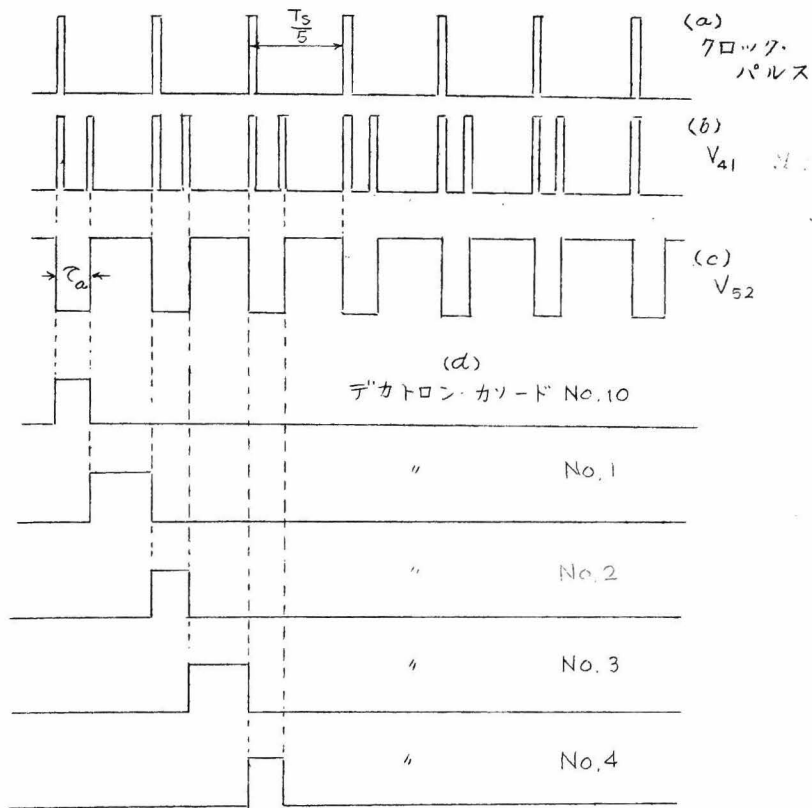 Ts/5
(a)
クロック・
パルス
(b)
V41
τa
(c)
V52
(d)
デカトロン・カソード No.10
〃 No.1
〃 No.2
〃 No.3
〃 No.4